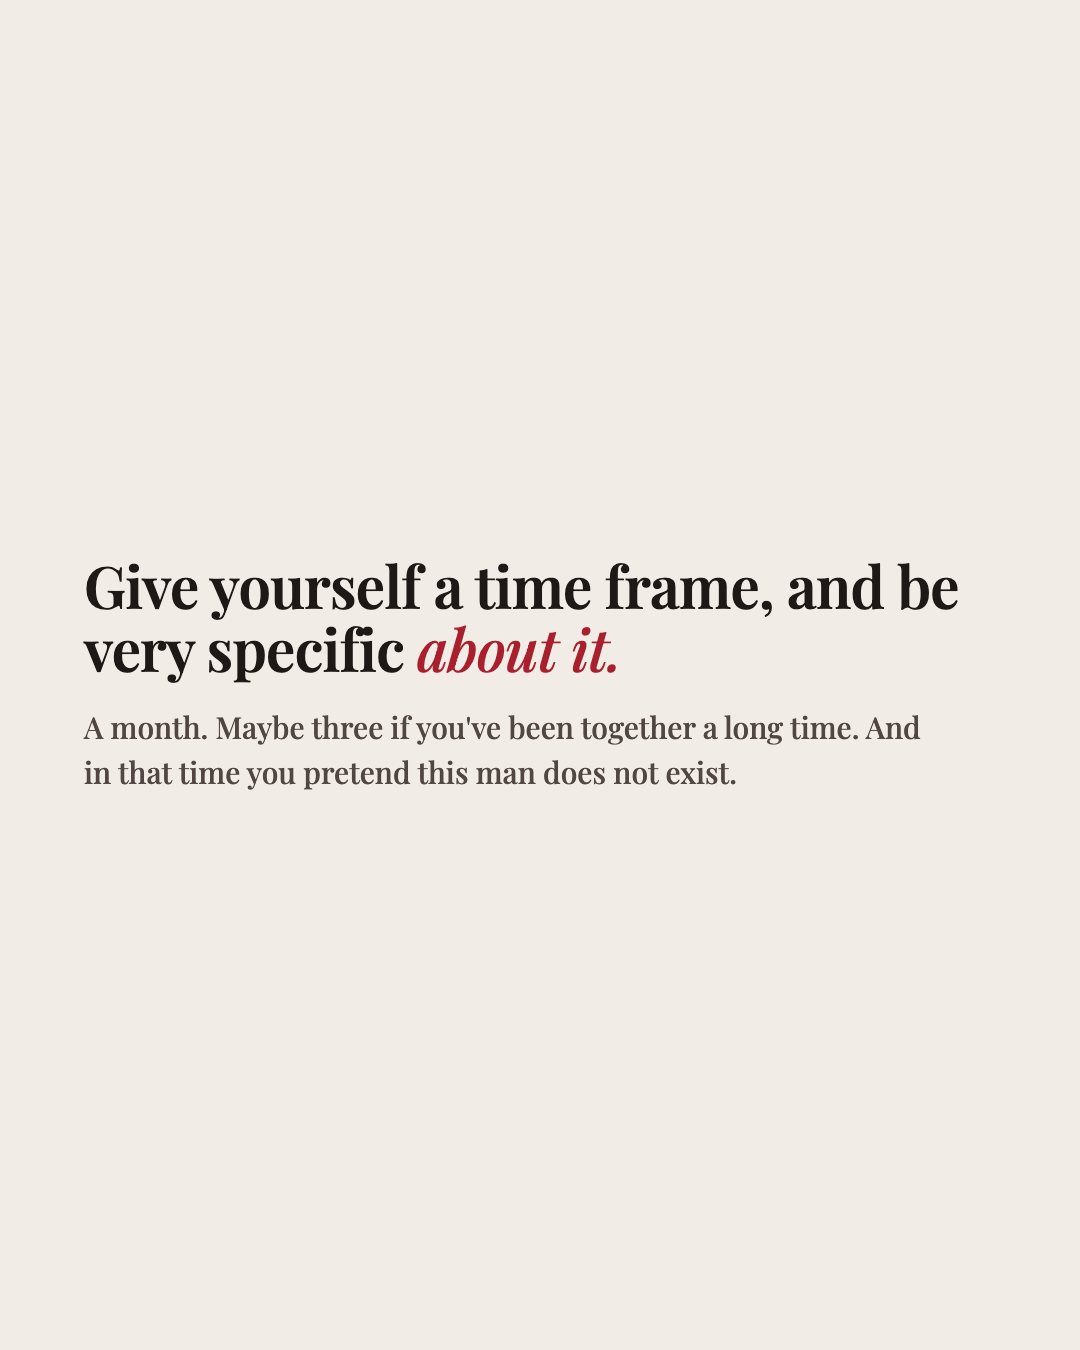 Give yourself a time frame, and be
very specific about it.
A month. Maybe three if you've been together a long time. And
in that time you pretend this man does not exist.